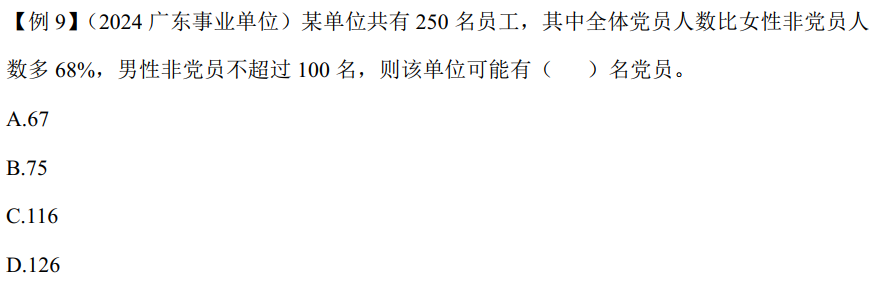 【例 9】（2024 广东事业单位）某单位共有 250 名员工，其中全体党员人数比女性非党员人
数多 68%，男性非党员不超过 100 名，则该单位可能有（　　）名党员。
A.67
B.75
C.116
D.126